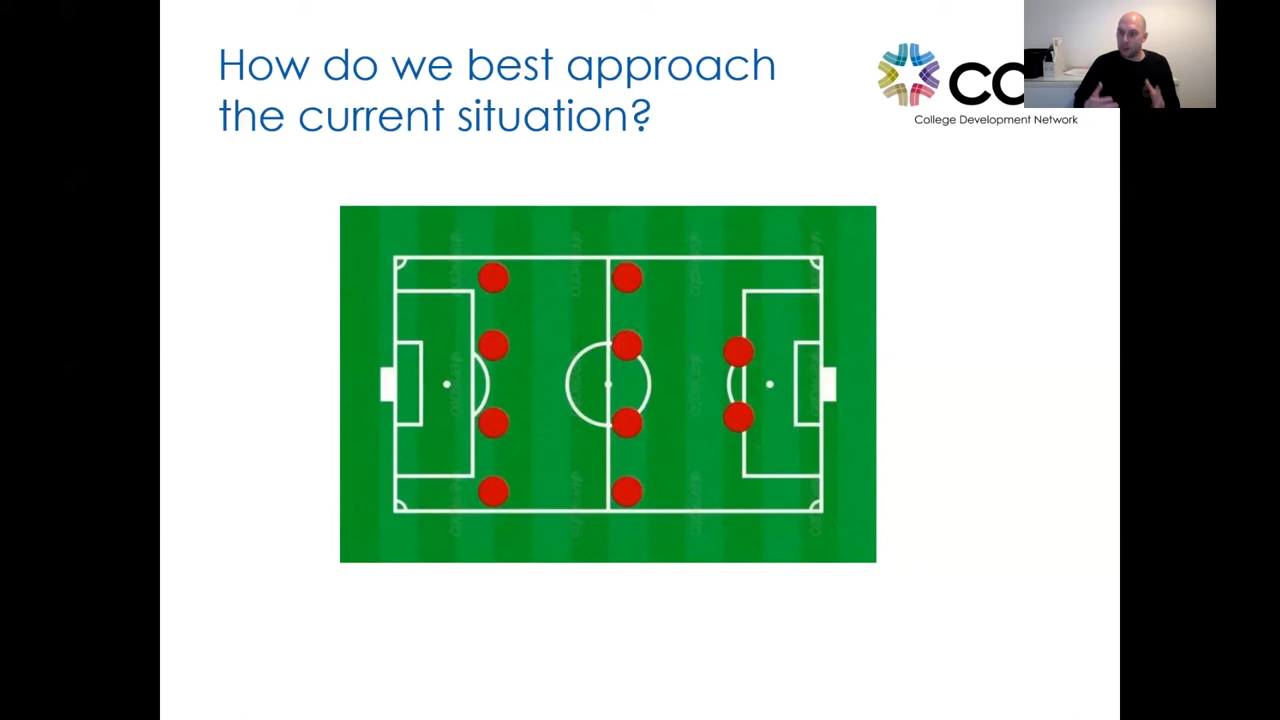 How do we best approach
the current situation?
CD
College Development Network